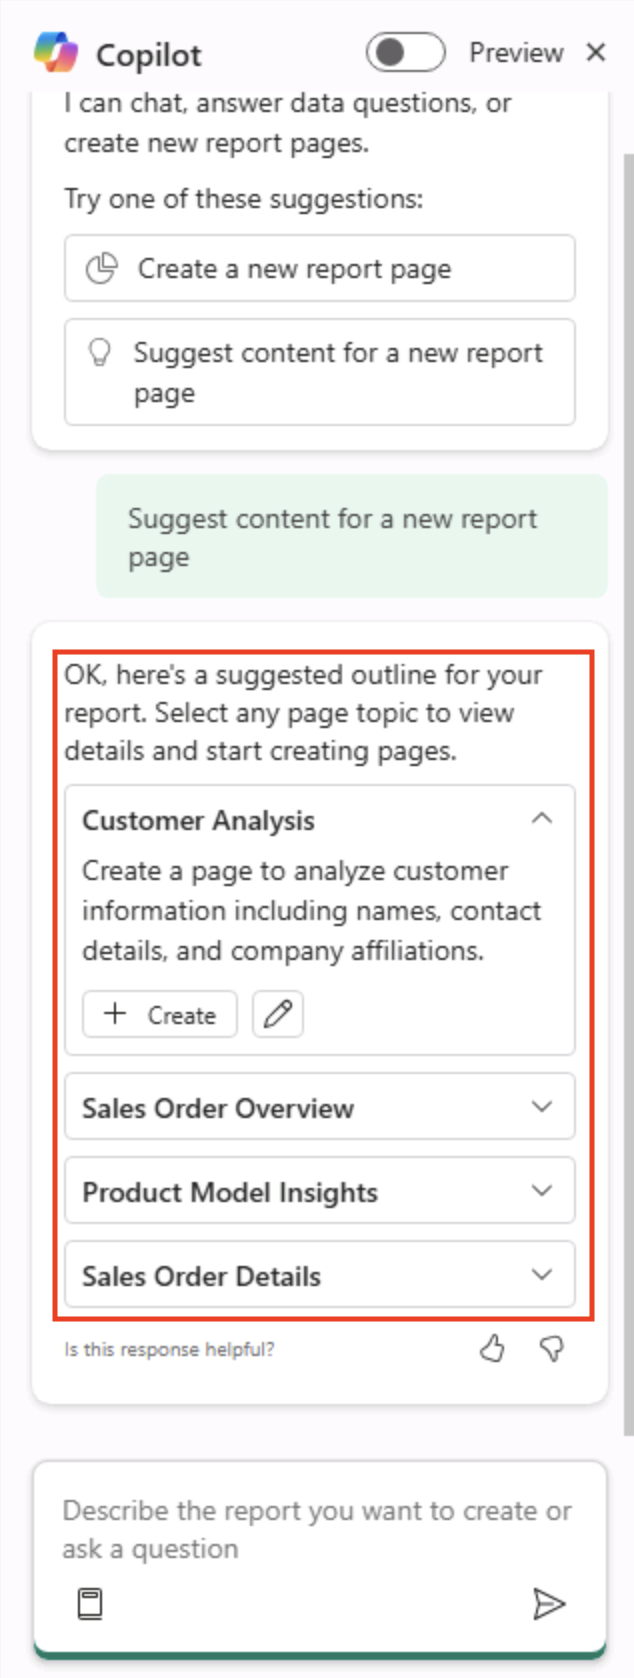 Copilot
Preview
I can chat, answer data questions, or
create new report pages.
Try one of these suggestions:
Create a new report page
Suggest content for a new report
page
Suggest content for a new report
page
OK, here's a suggested outline for your
report. Select any page topic to view
details and start creating pages.
Customer Analysis
Create a page to analyze customer
information including names, contact
details, and company affiliations.
Create
Sales Order Overview
Product Model Insights
Sales Order Details
Is this response helpful?
Describe the report you want to create or
ask a question